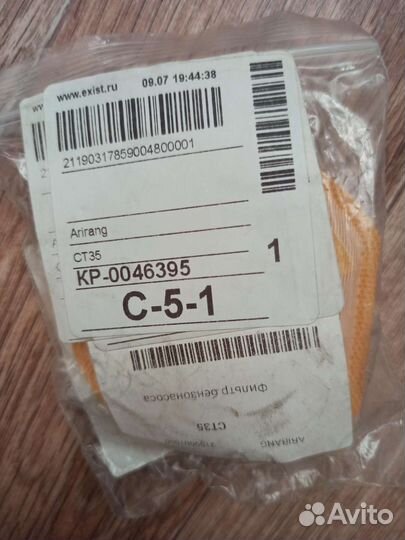 www.exist.ru 09.07 19:44:38
21190317859004800001
Arirang
CT35
KP-0046395
1
C-5-1
Фильтр бензонасоса
CT35
ARIRANG
Avito